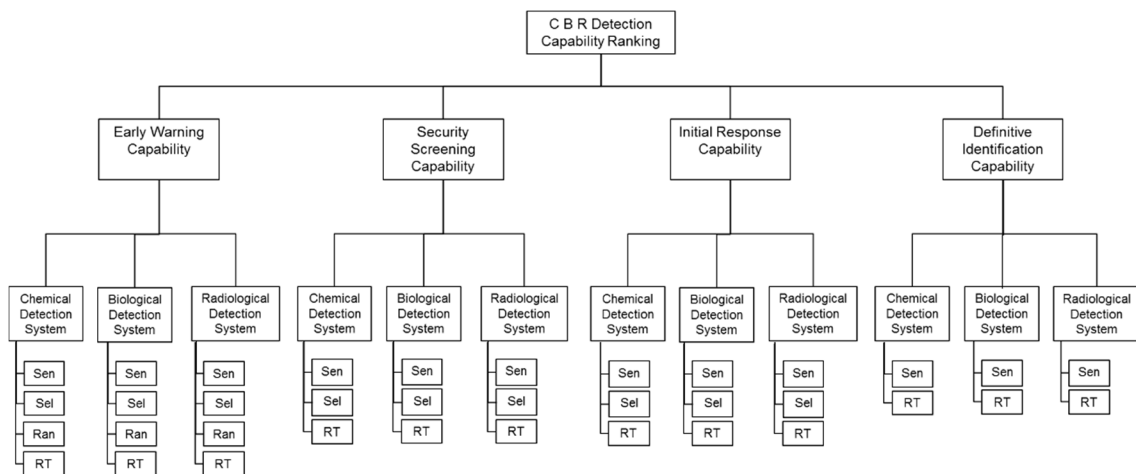 C B R Detection
Capability Ranking
Early Warning
Capability
Security
Screening
Capability
Initial Response
Capability
Definitive
Identification
Capability
Chemical
Detection
System
Sen
Sel
Ran
RT
Biological
Detection
System
Sen
Sel
Ran
RT
Radiological
Detection
System
Sen
Sel
Ran
RT
Chemical
Detection
System
Sen
Sel
RT
Biological
Detection
System
Sen
Sel
RT
Radiological
Detection
System
Sen
Sel
RT
Chemical
Detection
System
Sen
Sel
RT
Biological
Detection
System
Sen
Sel
RT
Radiological
Detection
System
Sen
Sel
RT
Chemical
Detection
System
Sen
RT
Biological
Detection
System
Sen
RT
Radiological
Detection
System
Sen
RT